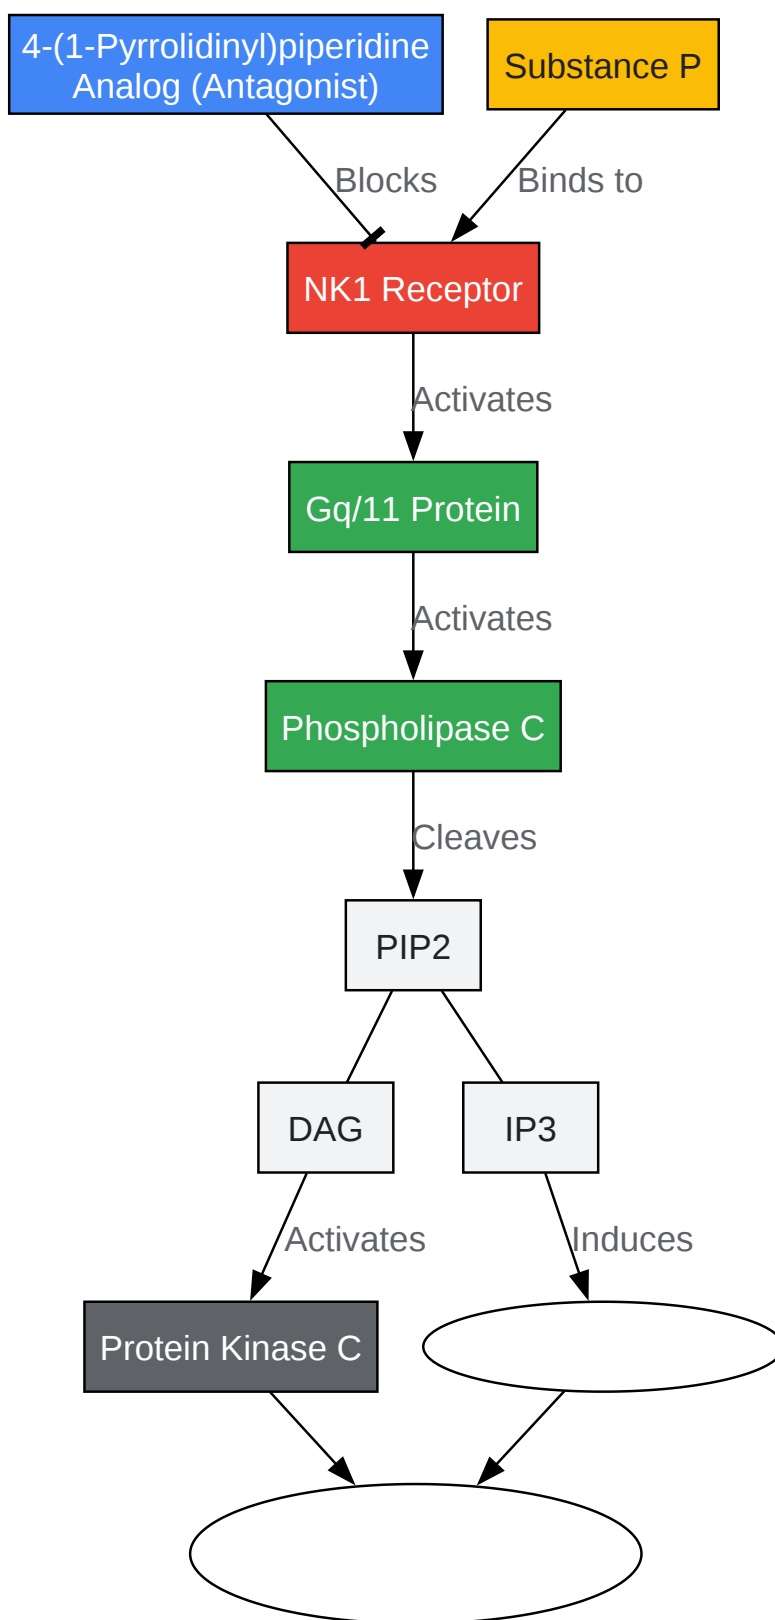 4-(1-Pyrrolidinyl)piperidine
Analog (Antagonist)
Substance P
Blocks
Binds to
NK1 Receptor
Activates
Gq/11 Protein
Activates
Phospholipase C
Cleaves
PIP2
DAG
IP3
Activates
Induces
Protein Kinase C